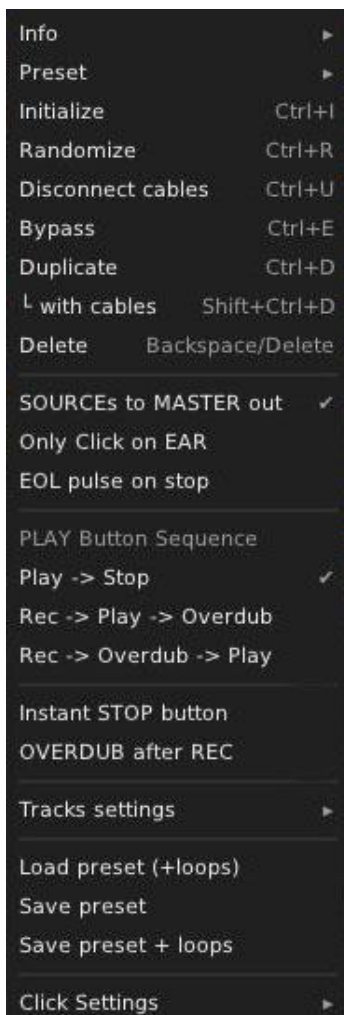 Info ▸
Preset ▸
Initialize Ctrl+I
Randomize Ctrl+R
Disconnect cables Ctrl+U
Bypass Ctrl+E
Duplicate Ctrl+D
└ with cables Shift+Ctrl+D
Delete Backspace/Delete
SOURCEs to MASTER out ✔
Only Click on EAR
EOL pulse on stop
PLAY Button Sequence
Play -> Stop ✔
Rec -> Play -> Overdub
Rec -> Overdub -> Play
Instant STOP button
OVERDUB after REC
Tracks settings ▸
Load preset (+loops)
Save preset
Save preset + loops
Click Settings ▸